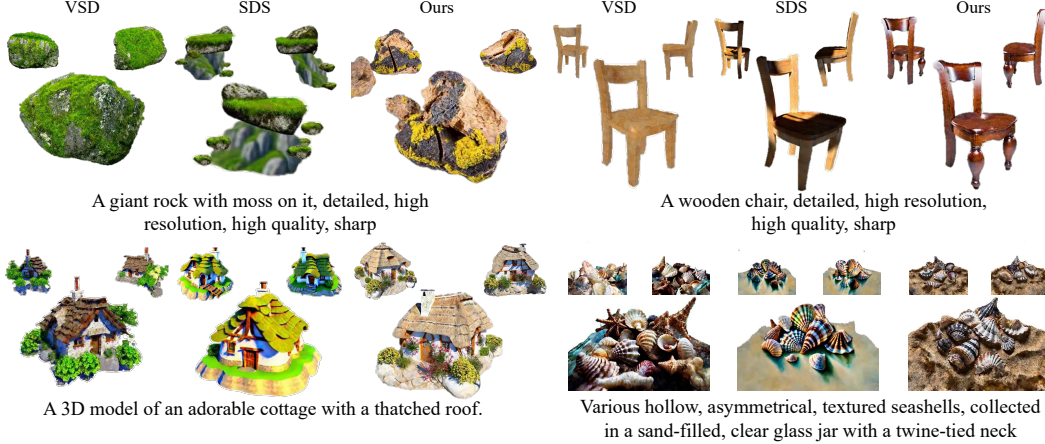 VSD SDS Ours
A giant rock with moss on it, detailed, high
resolution, high quality, sharp
VSD SDS Ours
A wooden chair, detailed, high resolution,
high quality, sharp
A 3D model of an adorable cottage with a thatched roof.
Various hollow, asymmetrical, textured seashells, collected
in a sand-filled, clear glass jar with a twine-tied neck